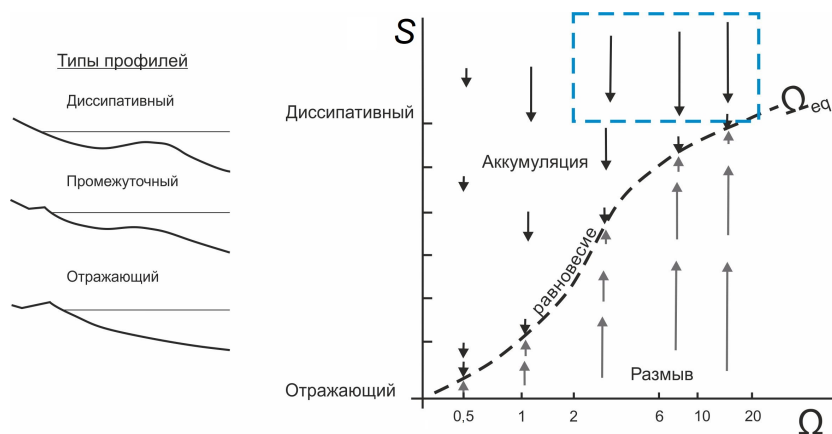 Типы профилей
Диссипативный
Промежуточный
Отражающий
S
Диссипативный
Отражающий
Аккумуляция
равновесие
Размыв
Ωeq
0,5 1 2 6 10 20
Ω